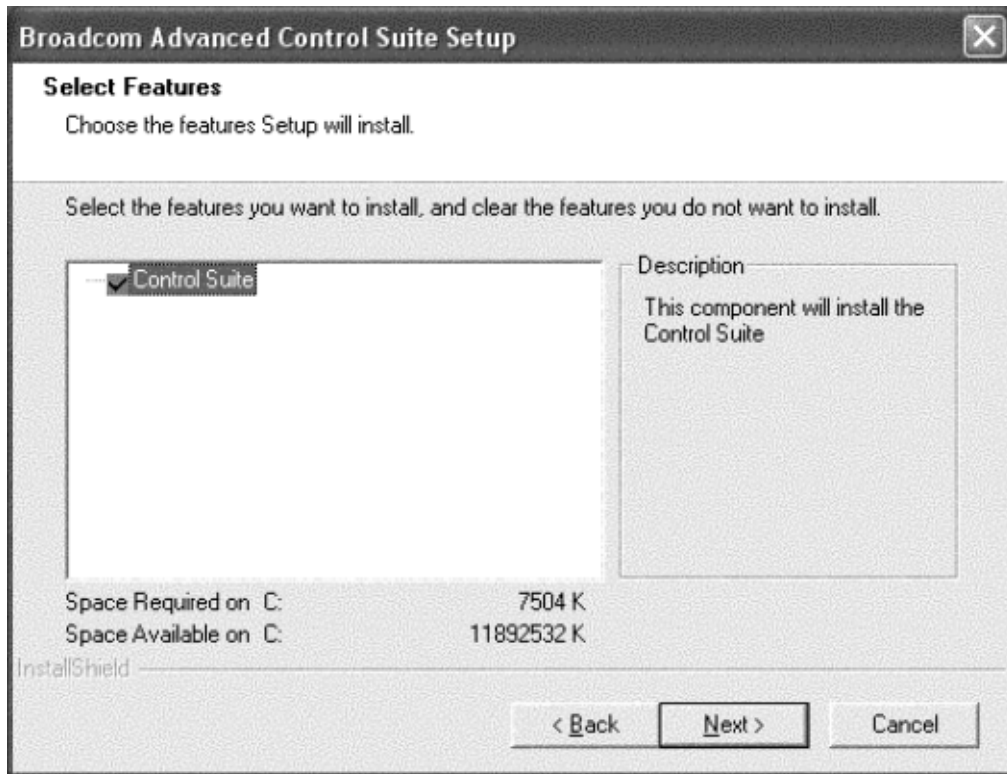 Broadcom Advanced Control Suite Setup
Select Features
Choose the features Setup will install.
Select the features you want to install, and clear the features you do not want to install.
Control Suite
Description
This component will install the
Control Suite
Space Required on C: 7504 K
Space Available on C: 11892532 K
InstallShield
< Back Next > Cancel